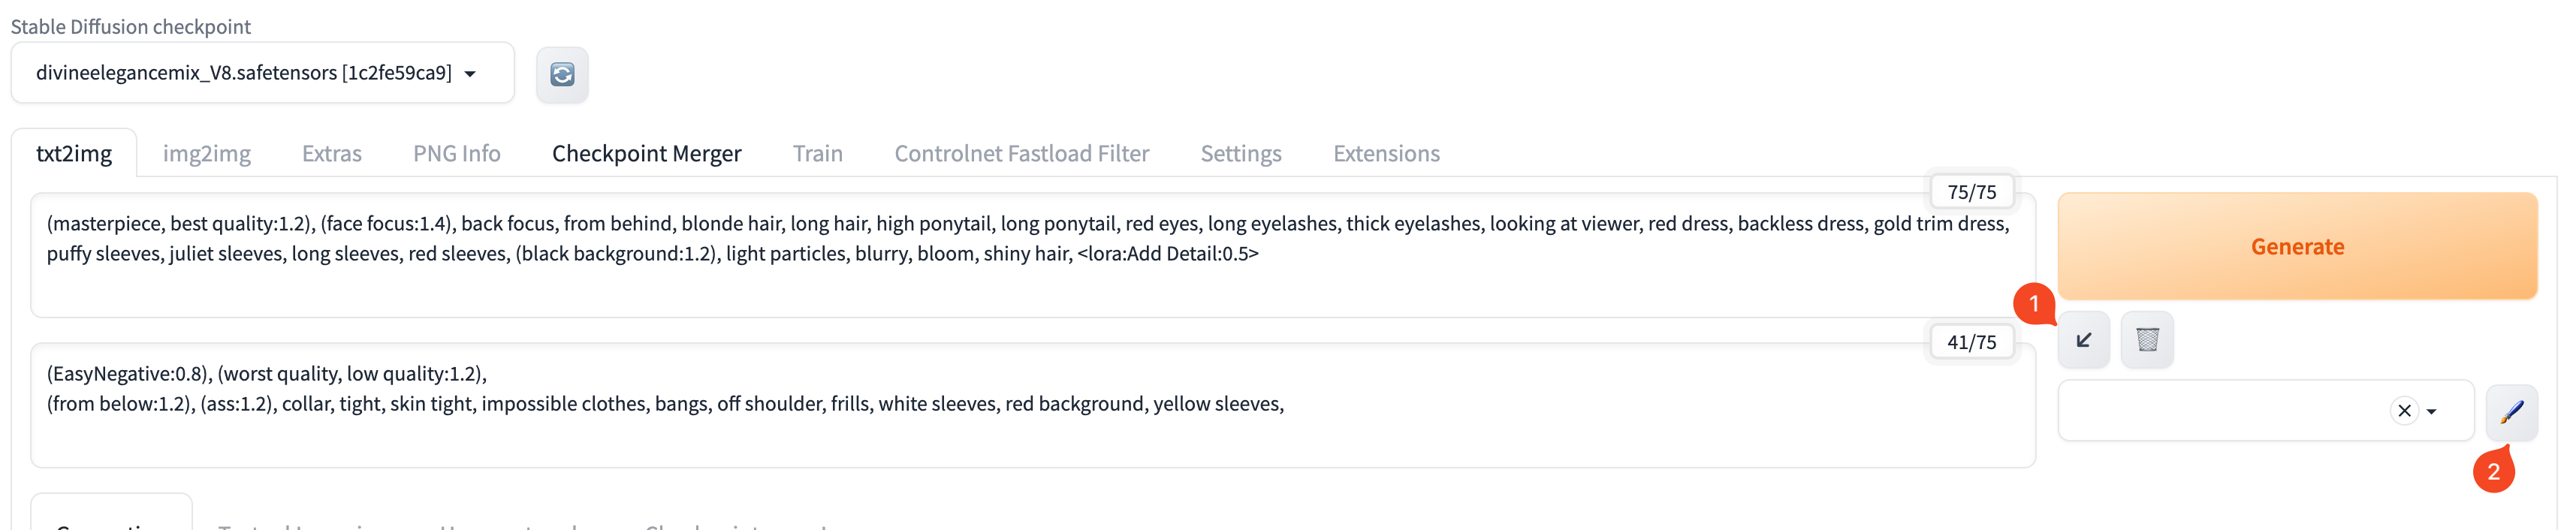 Stable Diffusion checkpoint
divineelegancemix_V8.safetensors [1c2fe59ca9]
txt2img img2img Extras PNG Info Checkpoint Merger Train Controlnet Fastload Filter Settings Extensions
75/75
(masterpiece, best quality:1.2), (face focus:1.4), back focus, from behind, blonde hair, long hair, high ponytail, long ponytail, red eyes, long eyelashes, thick eyelashes, looking at viewer, red dress, backless dress, gold trim dress,
puffy sleeves, juliet sleeves, long sleeves, red sleeves, (black background:1.2), light particles, blurry, bloom, shiny hair, <lora:Add Detail:0.5>
Generate
1
41/75
(EasyNegative:0.8), (worst quality, low quality:1.2),
(from below:1.2), (ass:1.2), collar, tight, skin tight, impossible clothes, bangs, off shoulder, frills, white sleeves, red background, yellow sleeves,
2